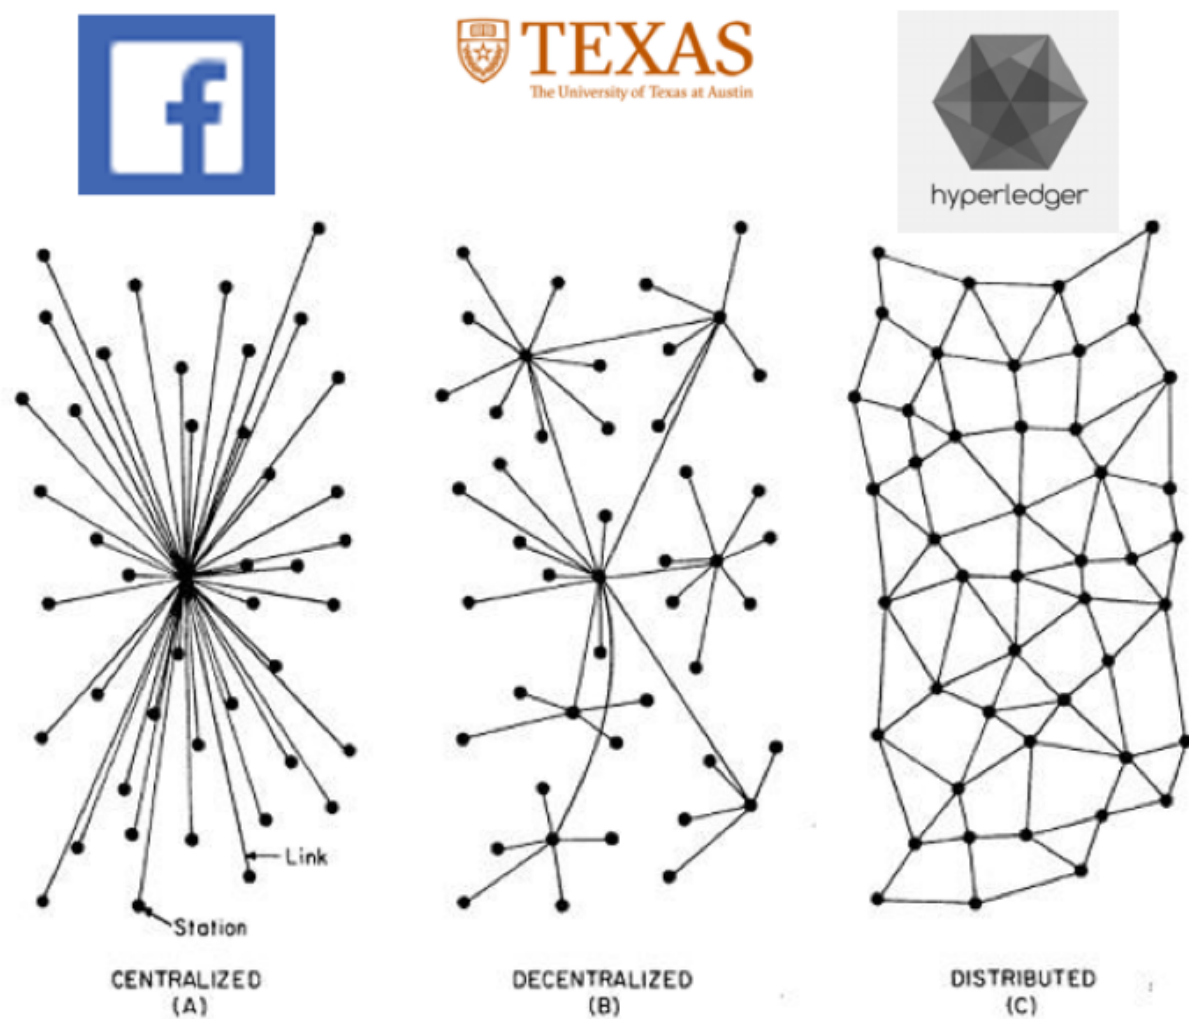 f
TEXAS
The University of Texas at Austin
hyperledger
Link
Station
CENTRALIZED
(A)
DECENTRALIZED
(B)
DISTRIBUTED
(C)